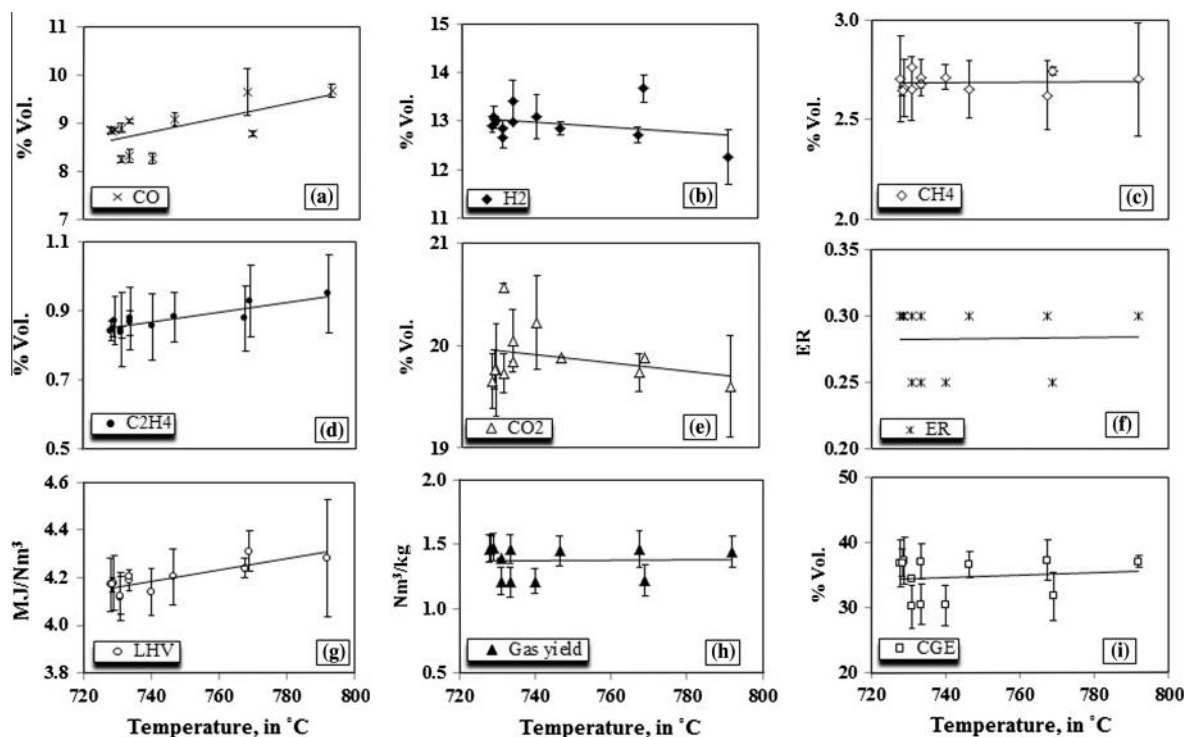 11
10
9
8
7
% Vol.
CO
(a)
15
14
13
12
11
% Vol.
H2
(b)
3.0
2.5
2.0
% Vol.
CH4
(c)
1.1
0.9
0.7
0.5
% Vol.
C2H4
(d)
21
20
19
% Vol.
CO2
(e)
0.35
0.30
0.25
0.20
ER
ER
(f)
4.6
4.4
4.2
4.0
3.8
MJ/Nm³
LHV
(g)
720 740 760 780 800
Temperature, in ˚C
2.0
1.5
1.0
0.5
Nm³/kg
Gas yield
(h)
720 740 760 780 800
Temperature, in ˚C
50
40
30
20
% Vol.
CGE
(i)
720 740 760 780 800
Temperature, in ˚C